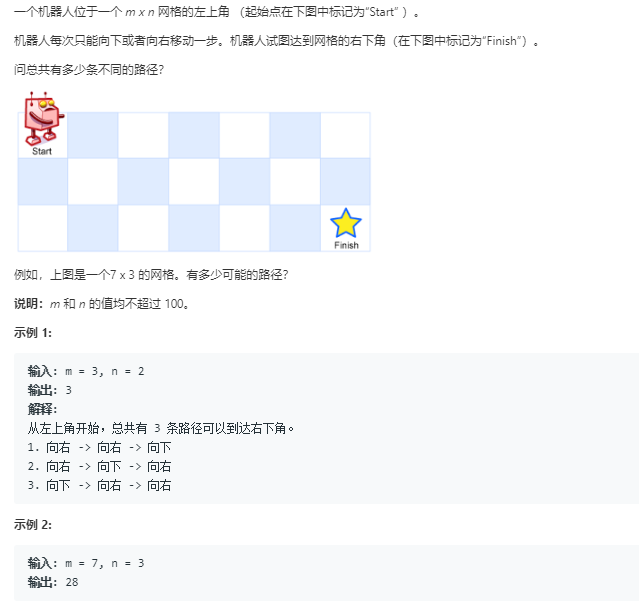 一个机器人位于一个 m x n 网格的左上角 （起始点在下图中标记为“Start” ）。
机器人每次只能向下或者向右移动一步。机器人试图达到网格的右下角（在下图中标记为“Finish”）。
问总共有多少条不同的路径？
Start
Finish
例如，上图是一个7 x 3 的网格。有多少可能的路径？
说明：m 和 n 的值均不超过 100。
示例 1:
输入: m = 3, n = 2
输出: 3
解释:
从左上角开始，总共有 3 条路径可以到达右下角。
1. 向右 -> 向右 -> 向下
2. 向右 -> 向下 -> 向右
3. 向下 -> 向右 -> 向右
示例 2:
输入: m = 7, n = 3
输出: 28